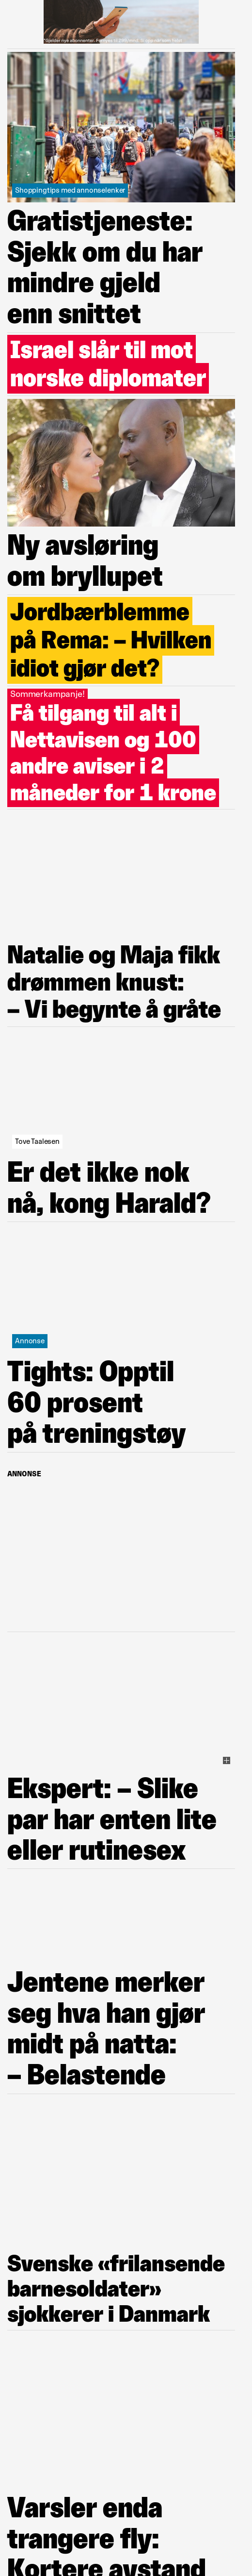 Shoppingtips med annonselenker
Gratistjeneste:
Sjekk om du har
mindre gjeld
enn snittet
Israel slår til mot
norske diplomater
Ny avsløring
om bryllupet
Jordbærblemme
på Rema: – Hvilken
idiot gjør det?
Sommerkampanje!
Få tilgang til alt i
Nettavisen og 100
andre aviser i 2
måneder for 1 krone
Natalie og Maja fikk
drømmen knust:
– Vi begynte å gråte
Tove Taalesen
Er det ikke nok
nå, kong Harald?
Annonse
Tights: Opptil
60 prosent
på treningstøy
ANNONSE
Ekspert: – Slike
par har enten lite
eller rutinesex
Jentene merker
seg hva han gjør
midt på natta:
– Belastende
Svenske «frilansende
barnesoldater»
sjokkerer i Danmark
Varsler enda
trangere fly:
Kortere avstand